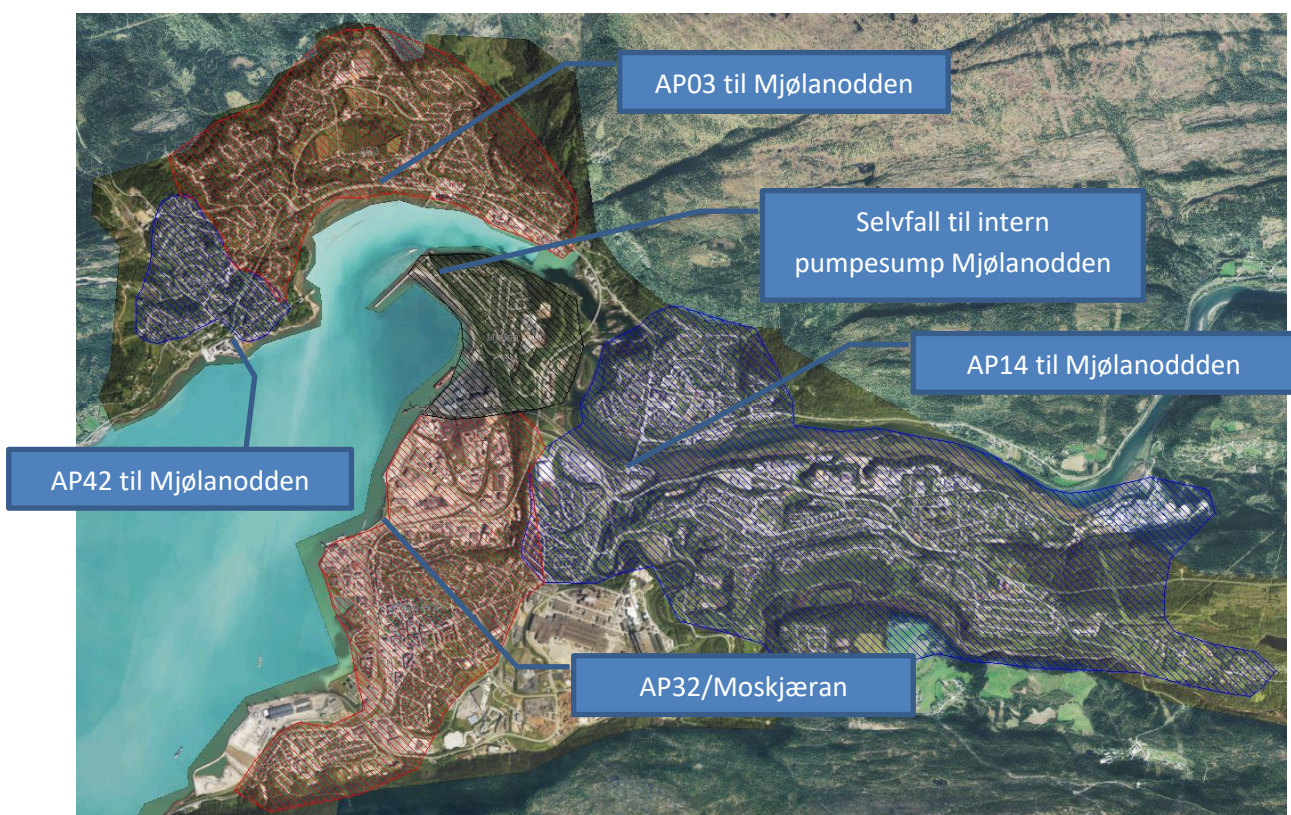 AP03 til Mjølanodden
Selvfall til intern
pumpesump Mjølanodden
AP14 til Mjølanoddden
AP42 til Mjølanodden
AP32/Moskjæran